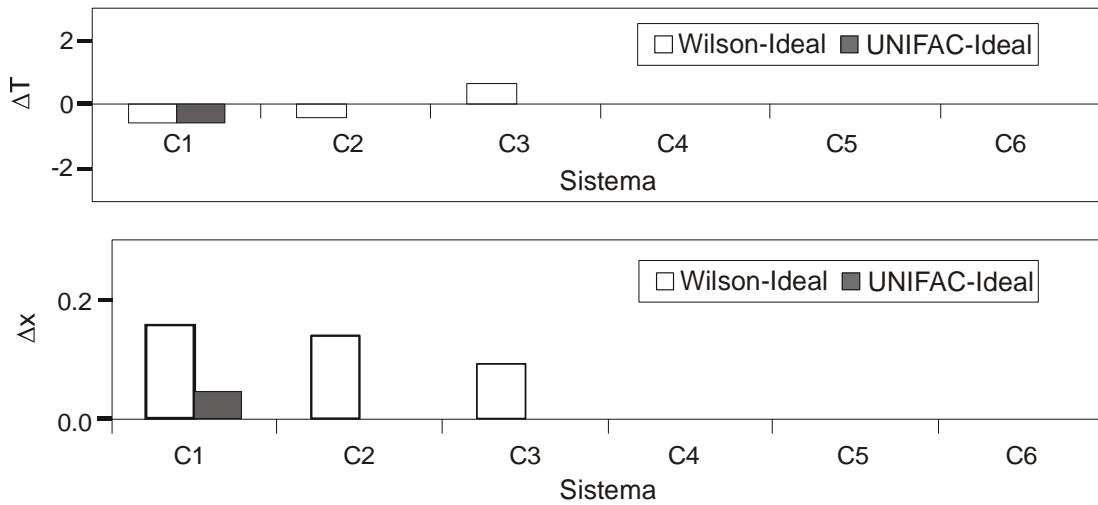 2
Wilson-Ideal UNIFAC-Ideal
ΔT
0
C1 C2 C3 C4 C5 C6
-2
Sistema
Wilson-Ideal UNIFAC-Ideal
0.2
Δx
0.0
C1 C2 C3 C4 C5 C6
Sistema